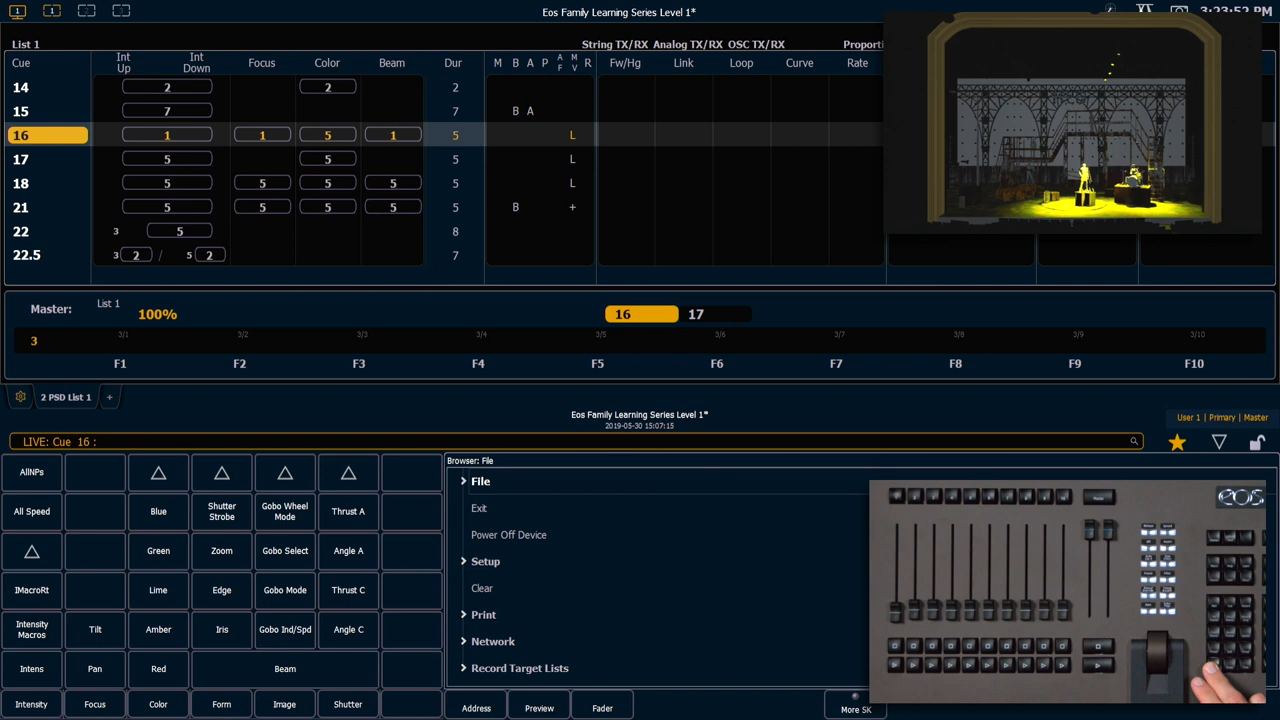 1 1 2 3
Eos Family Learning Series Level 1*
3:23:52 PM
List 1 String TX/RX Analog TX/RX OSC TX/RX Proporti
Cue Int Up Int Down Focus Color Beam Dur M B A P A F M V R Fw/Hg Link Loop Curve Rate
14 2 2 2
15 7 7 B A
16 1 1 5 1 5 L
17 5 5 5 L
18 5 5 5 5 5 L
21 5 5 5 5 5 B +
22 3 5 8
22.5 3 2 / 5 2 7
Master: List 1 100% 16 17
3 3/1 3/2 3/3 3/4 3/5 3/6 3/7 3/8 3/9 3/10
F1 F2 F3 F4 F5 F6 F7 F8 F9 F10
2 PSD List 1 +
Eos Family Learning Series Level 1*
2019-05-30 15:07:15
User 1 | Primary | Master
LIVE: Cue 16 :
AllNPs
All Speed Blue Shutter Strobe Gobo Wheel Mode Thrust A
Green Zoom Gobo Select Angle A
IMacroRt Lime Edge Gobo Mode Thrust C
Intensity Macros Tilt Amber Iris Gobo Ind/Spd Angle C
Intens Pan Red Beam
Intensity Focus Color Form Image Shutter
Browser: File
File
Exit
Power Off Device
Setup
Clear
Print
Network
Record Target Lists
Address Preview Fader More SK
eos